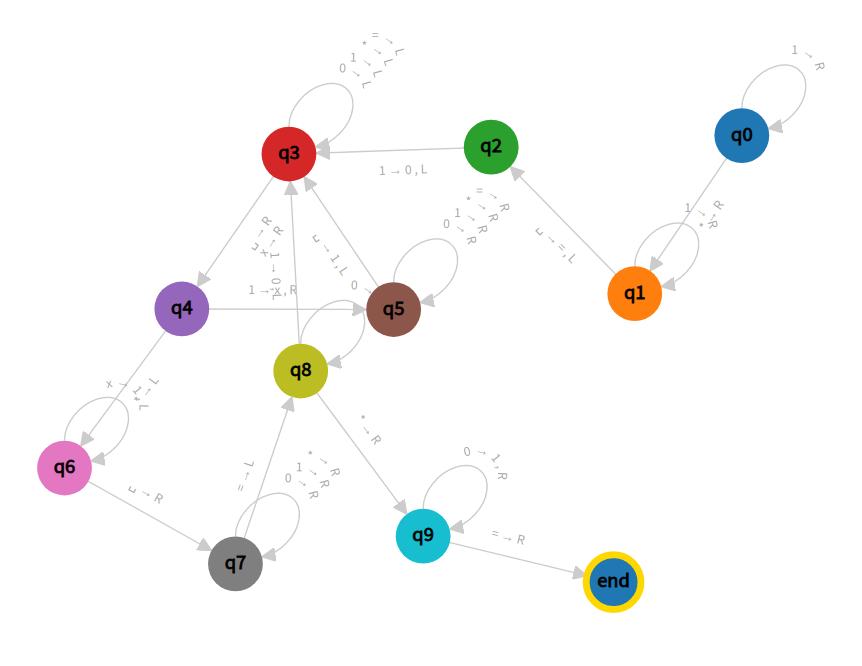 * = → L
1 → L
0 → L
1 → R
q0
q3
q2
1 → 0,L
* = → R
1 → R
0 → R
1 → R
* → R
␣ → R
x → R
1 → 0,L
␣ → 1,L
␣ → =,L
0 →
1 → x,R
q1
q4
q5
q8
x → 1,L
1 → L
*
* → R
q6
␣ → R
= → L
* → R
1 → R
0 → R
0 → 1,R
q7
q9
= → R
end